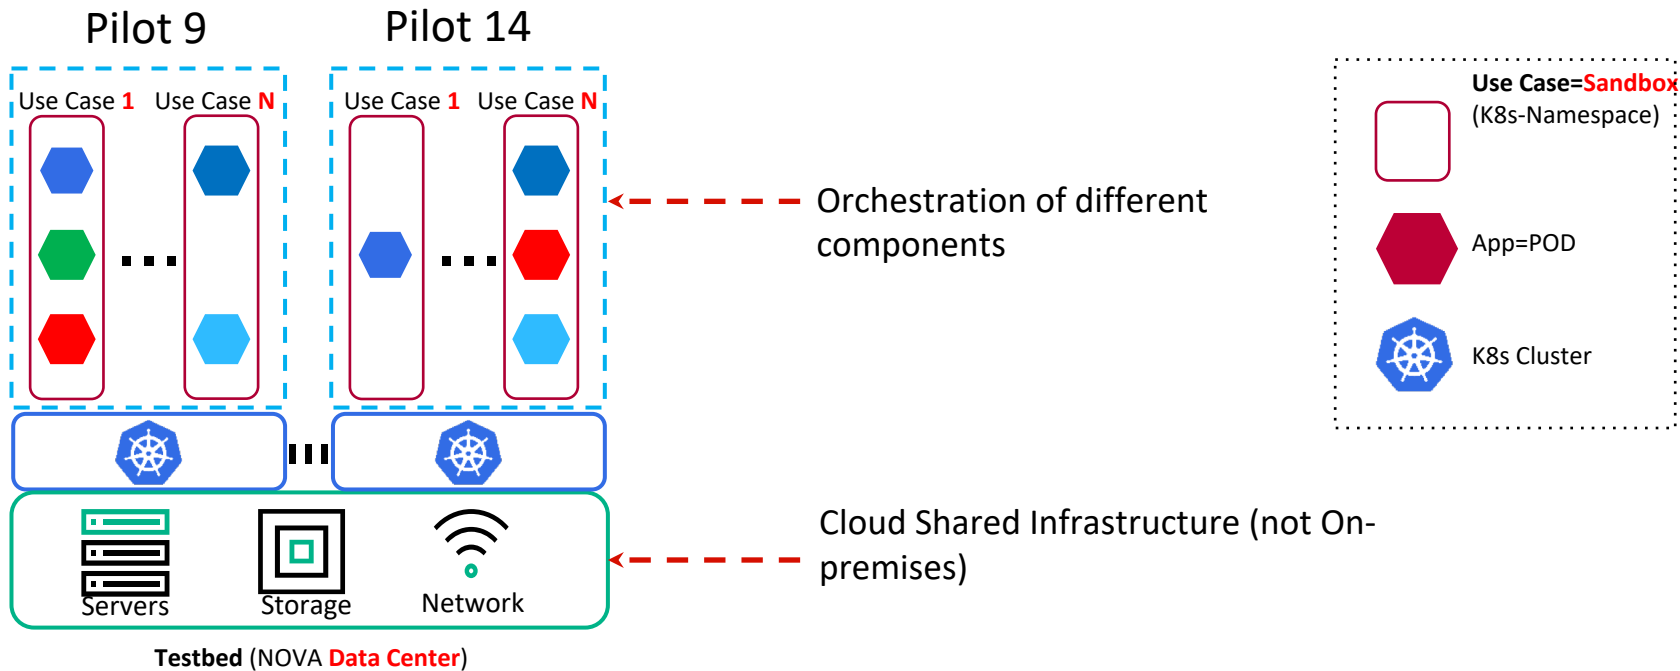 Pilot 9
Pilot 14
Use Case 1
Use Case N
Use Case 1
Use Case N
Orchestration of different
components
Use Case=Sandbox
(K8s-Namespace)
App=POD
K8s Cluster
Cloud Shared Infrastructure (not On-
premises)
Servers
Storage
Network
Testbed (NOVA Data Center)